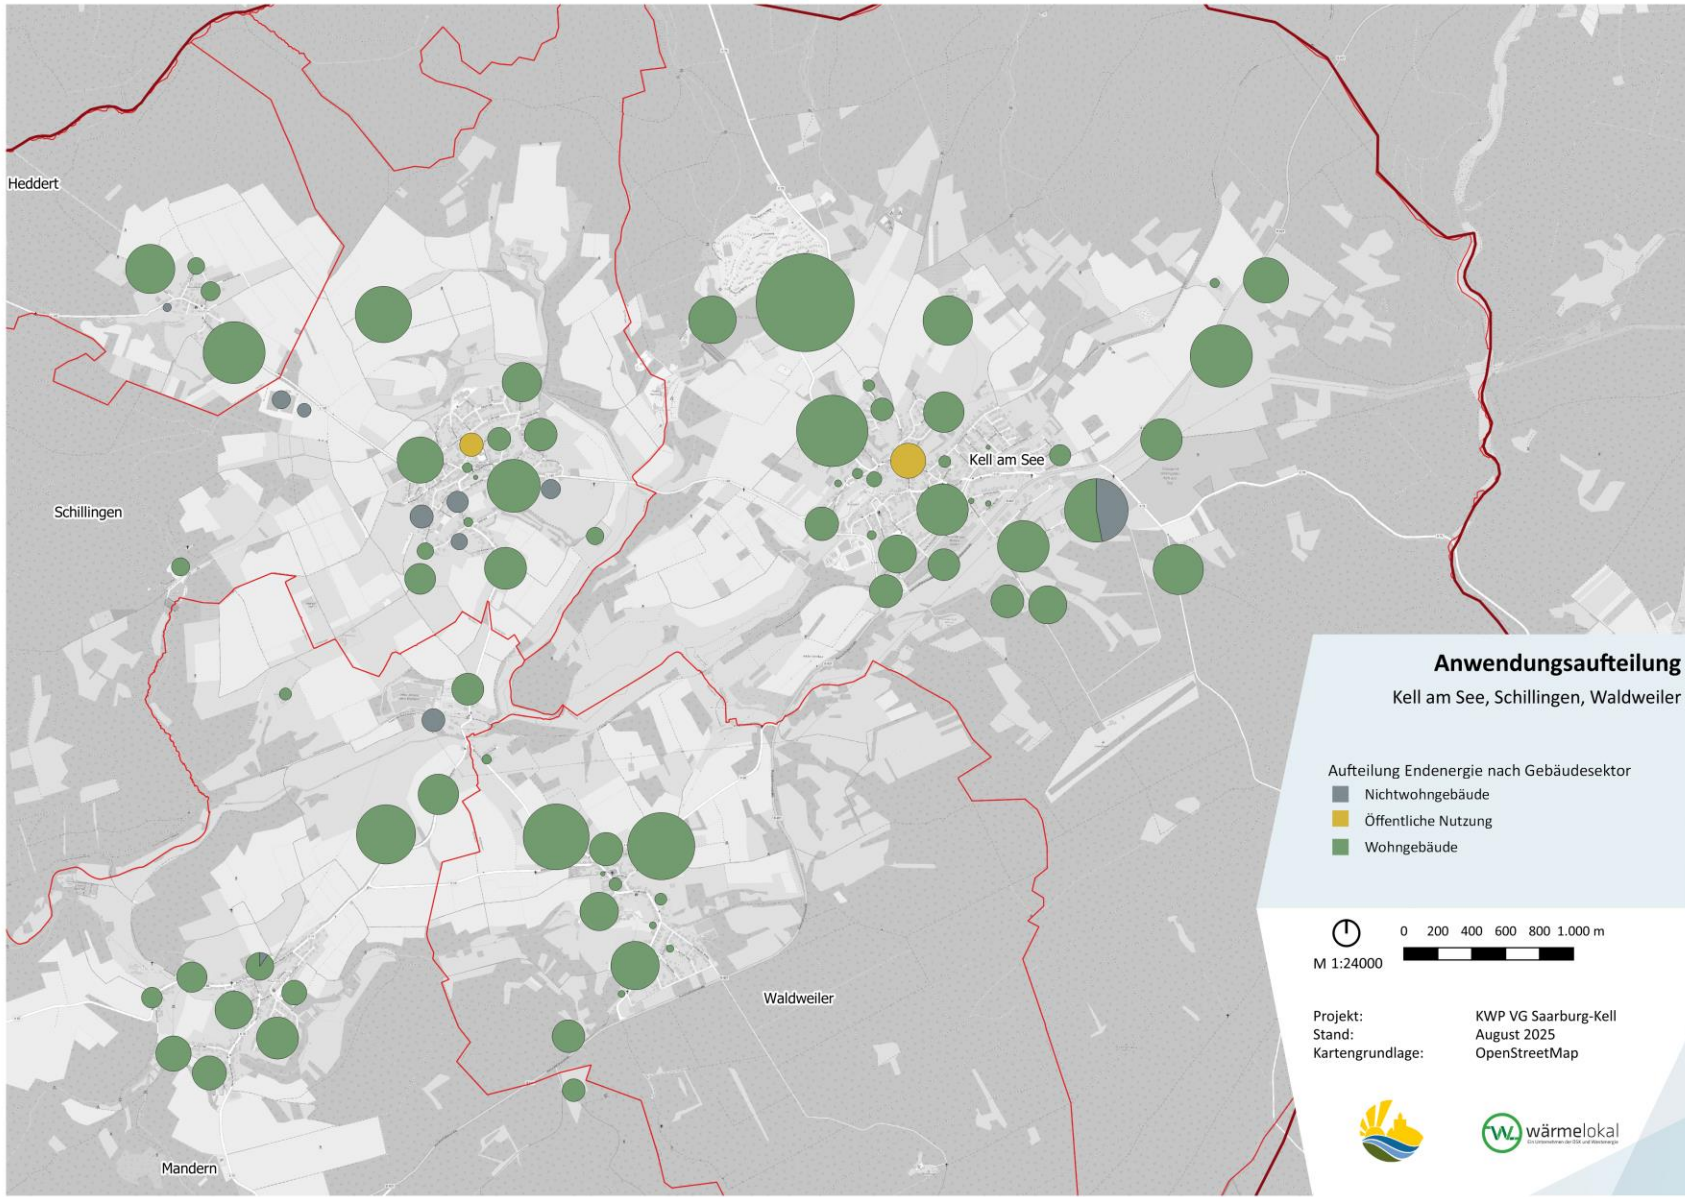 Heddert
Schillingen
Kell am See
Waldweiler
Mandern
Anwendungsaufteilung
Kell am See, Schillingen, Waldweiler
Aufteilung Endenergie nach Gebäudesektor
Nichtwohngebäude
Öffentliche Nutzung
Wohngebäude
0 200 400 600 800 1.000 m
M 1:24000
Projekt: KWP VG Saarburg-Kell
Stand: August 2025
Kartengrundlage: OpenStreetMap
W
wärmelokal